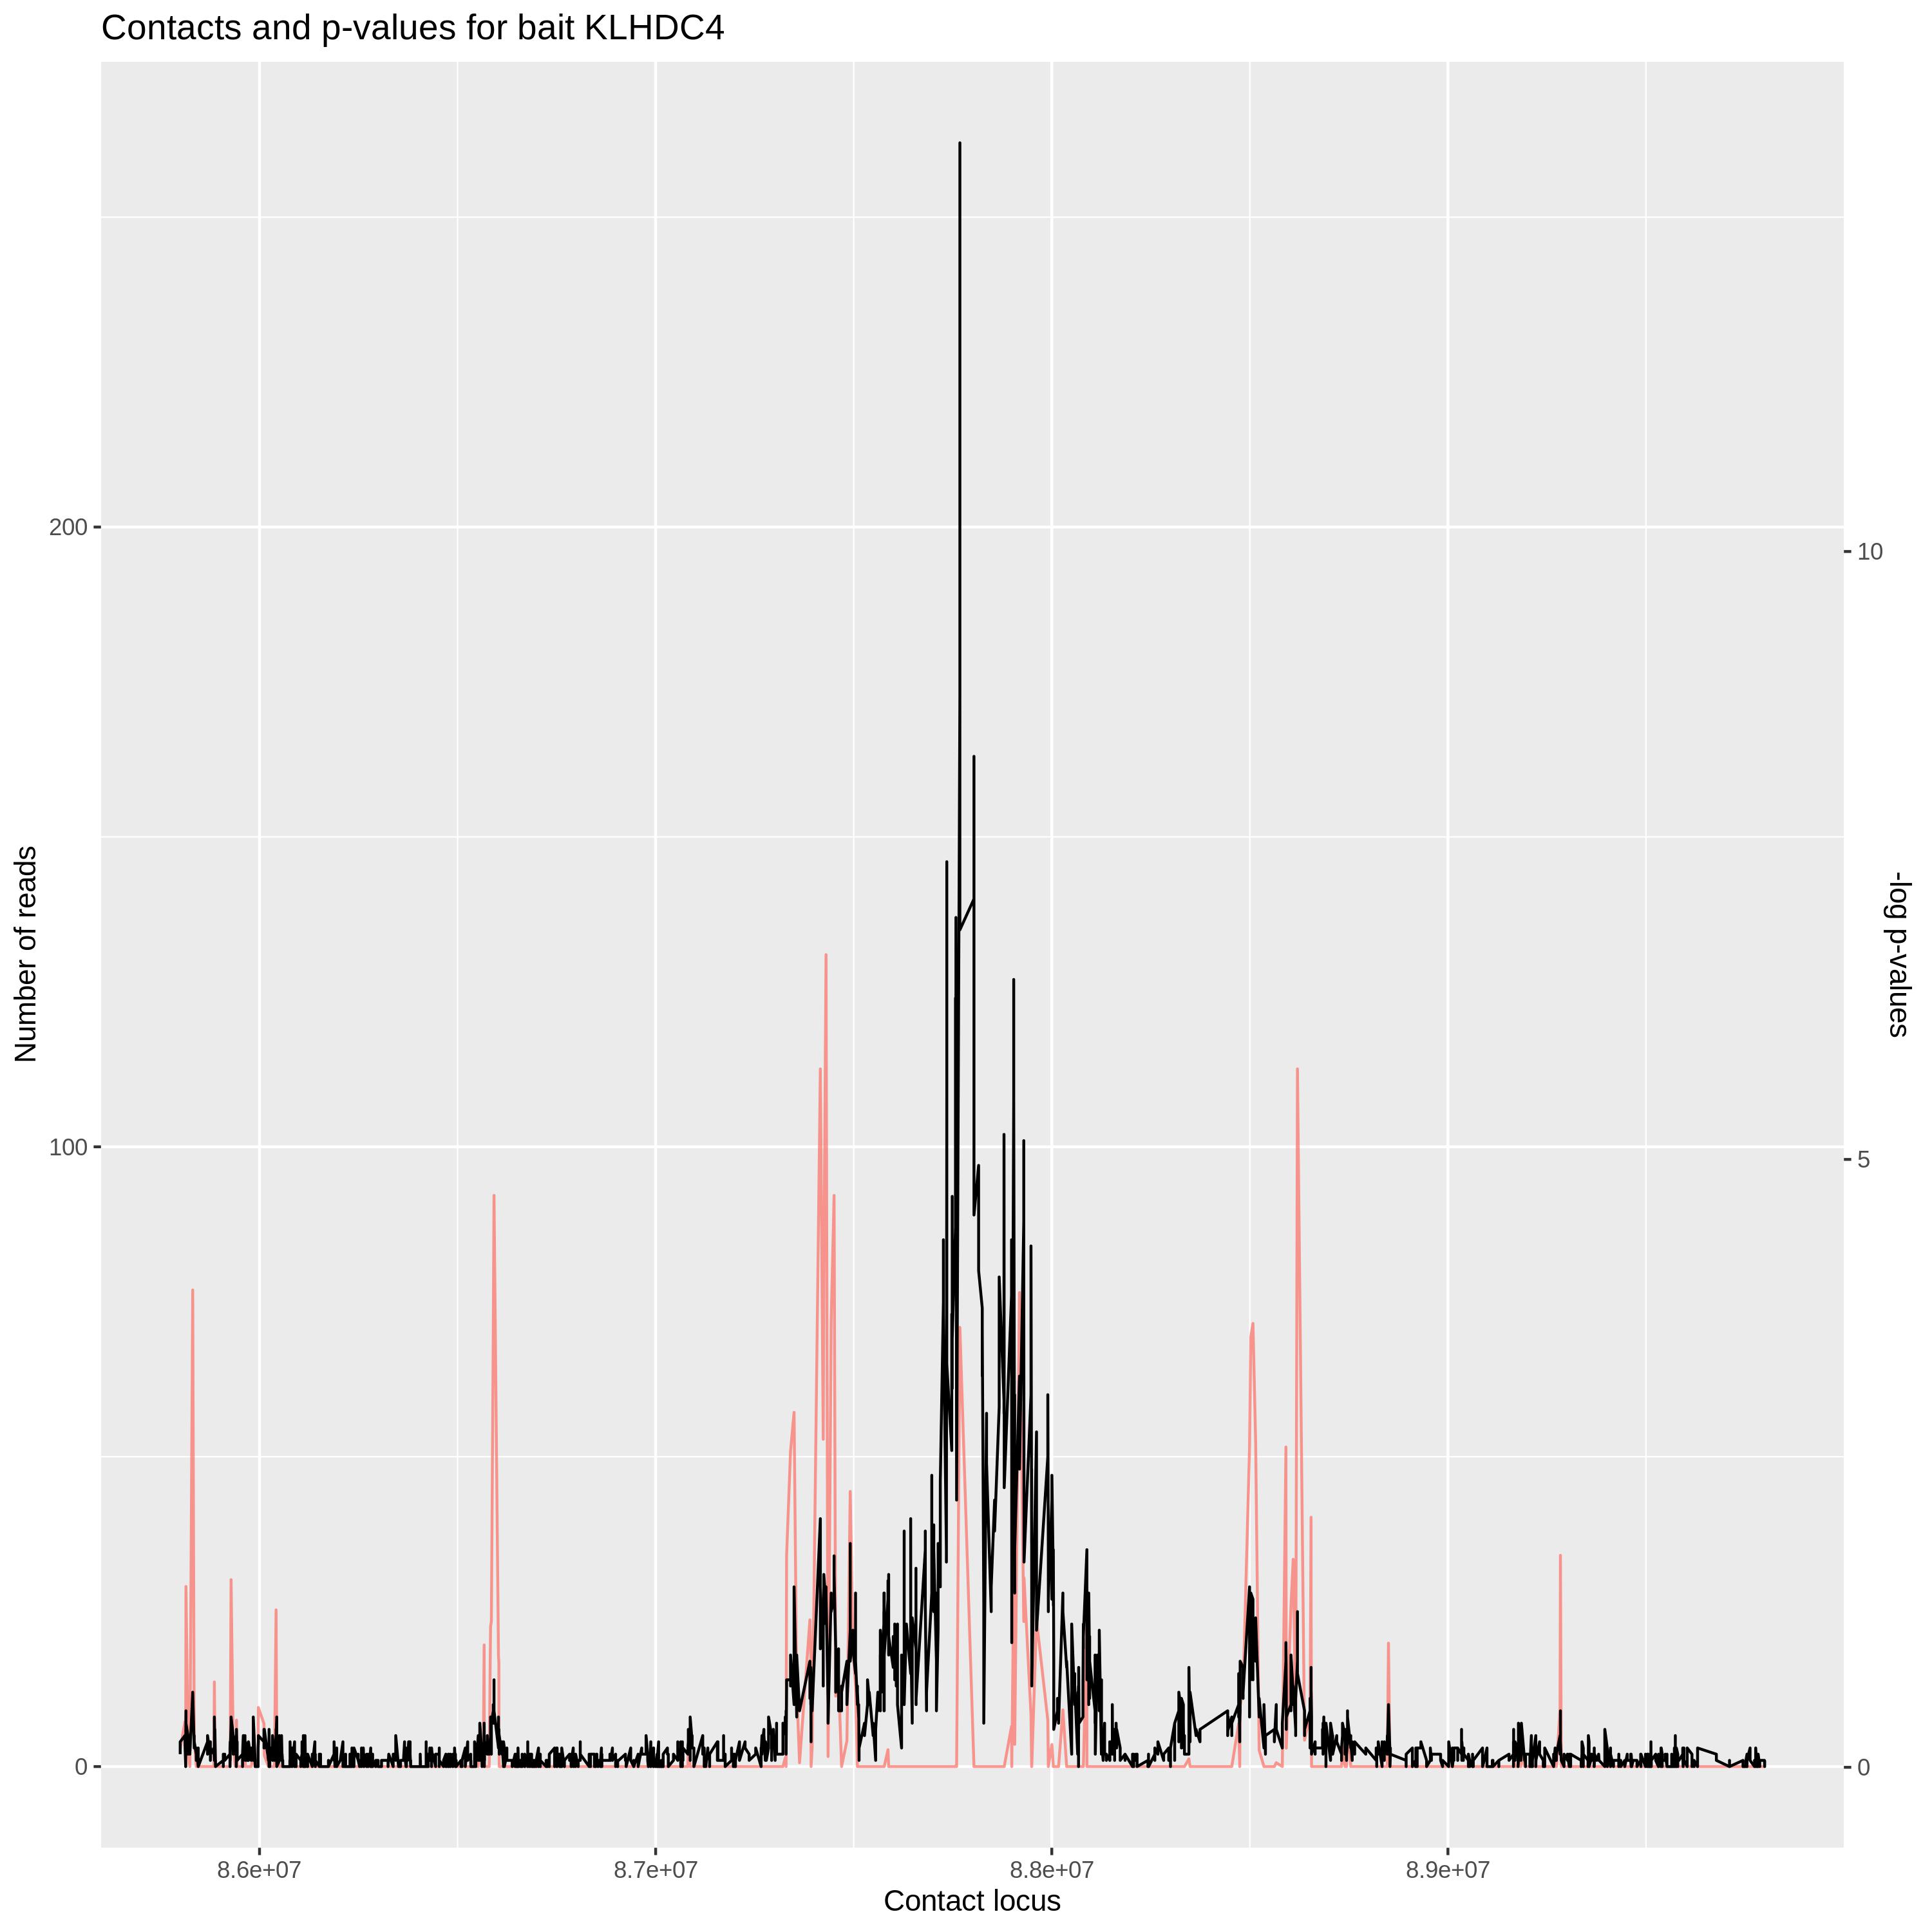 Contacts and p-values for bait KLHDC4
Number of reads
200
100
0
10
5
0
-log p-values
8.6e+07
8.7e+07
8.8e+07
8.9e+07
Contact locus